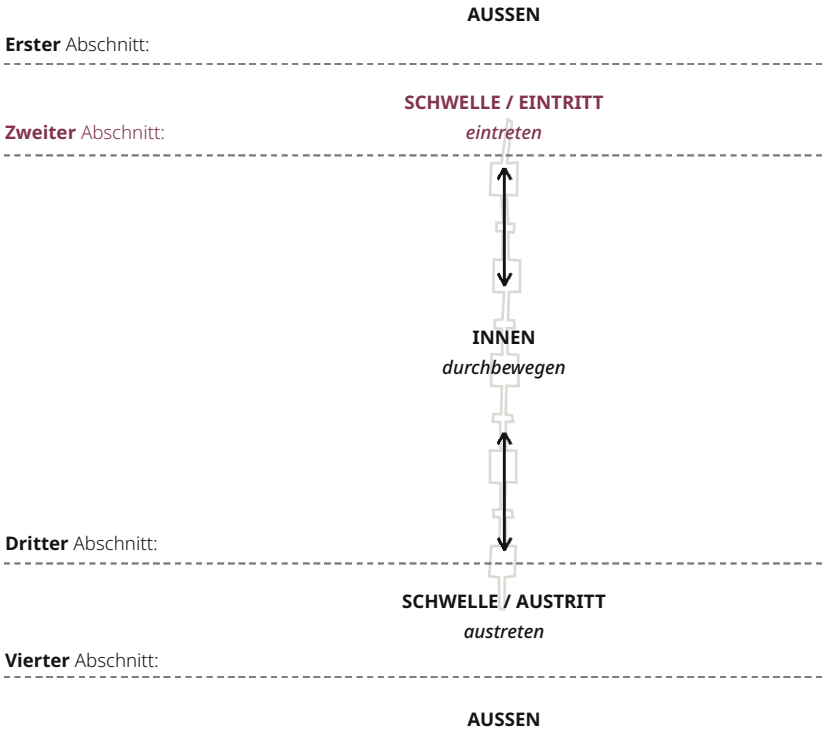 AUSSEN
Erster Abschnitt:
SCHWELLE / EINTRITT
Zweiter Abschnitt:
eintreten
INNEN
durchbewegen
Dritter Abschnitt:
SCHWELLE / AUSTRITT
austreten
Vierter Abschnitt:
AUSSEN